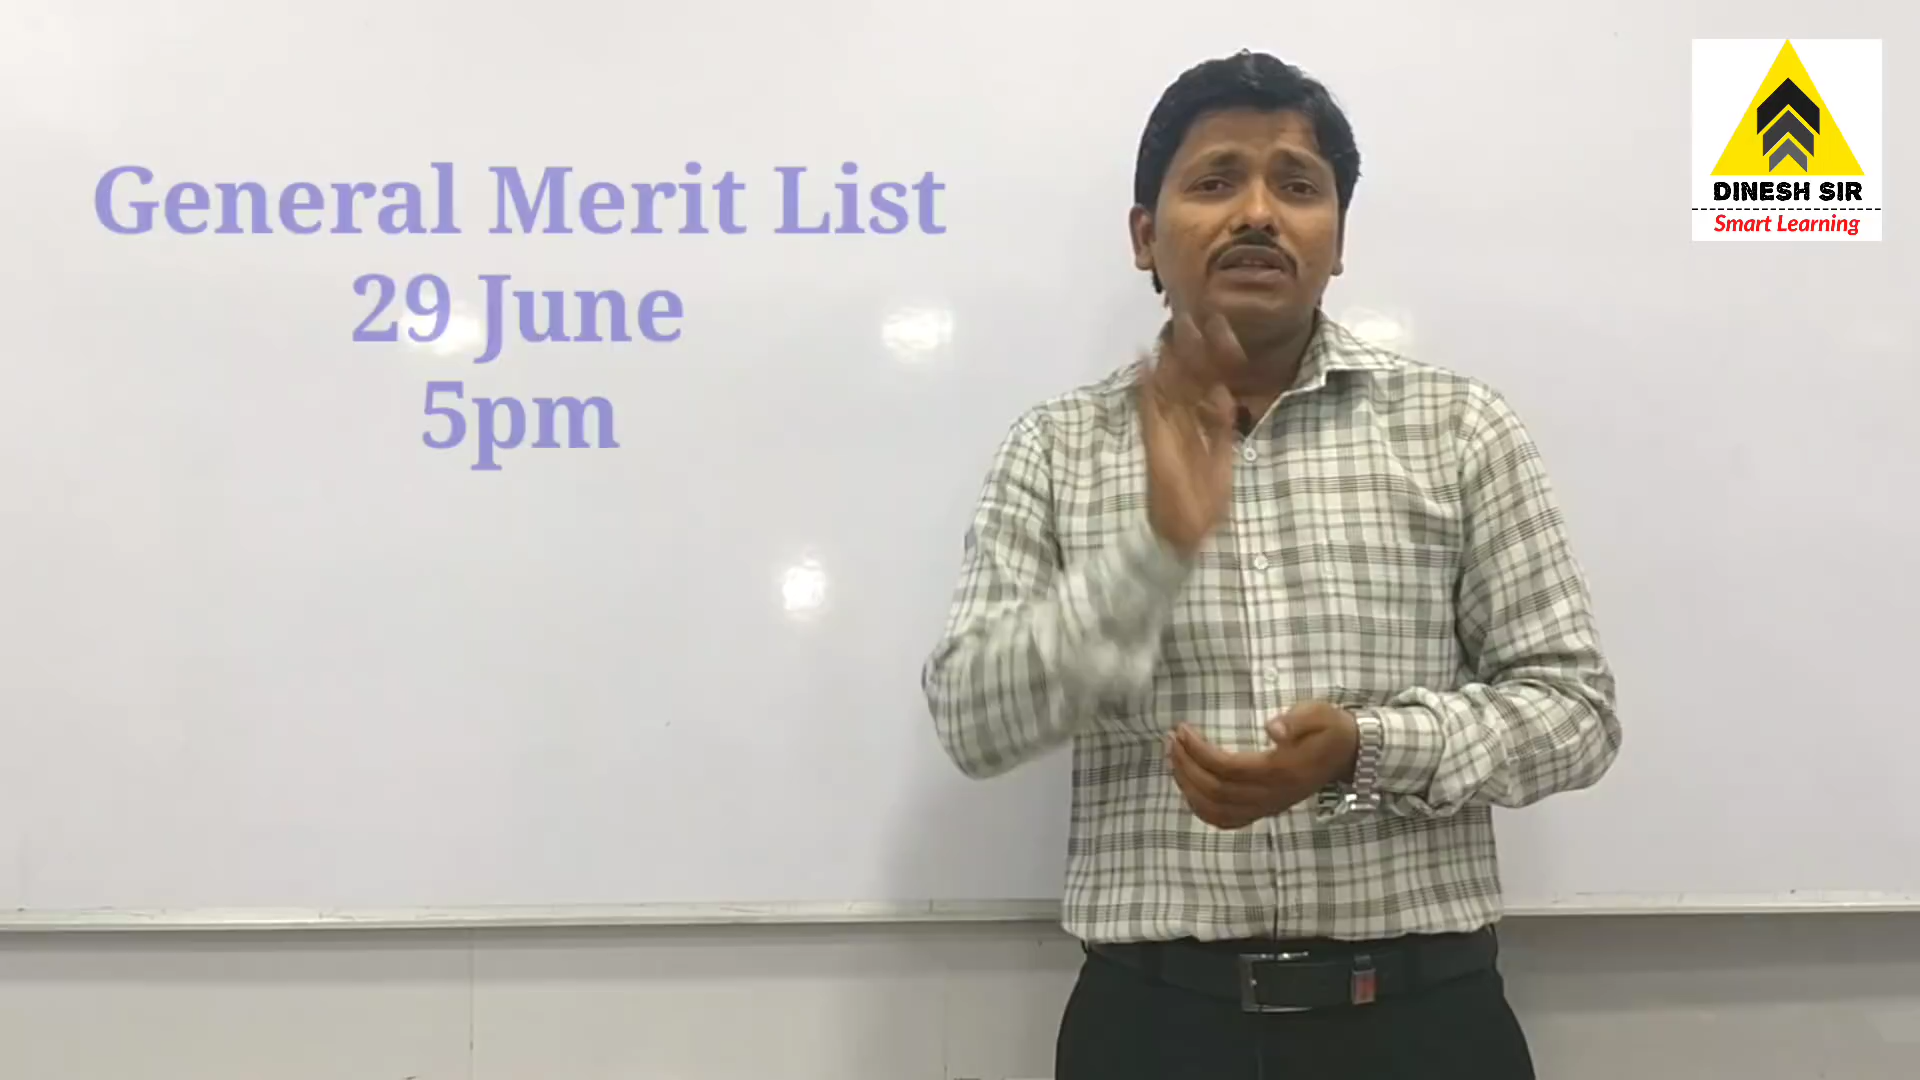 General Merit List
29 June
5pm
DINESH SIR
Smart Learning